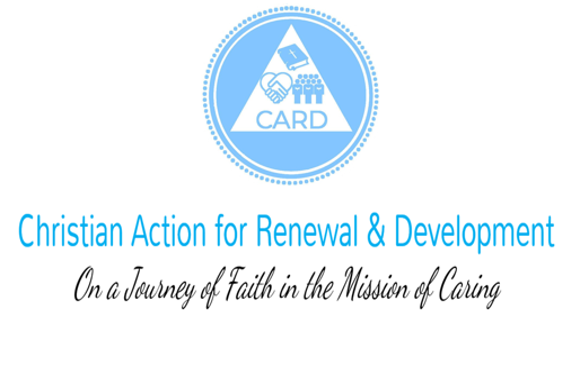 CARD
Christian Action for Renewal & Development
On a Journey of Faith in the Mission of Caring